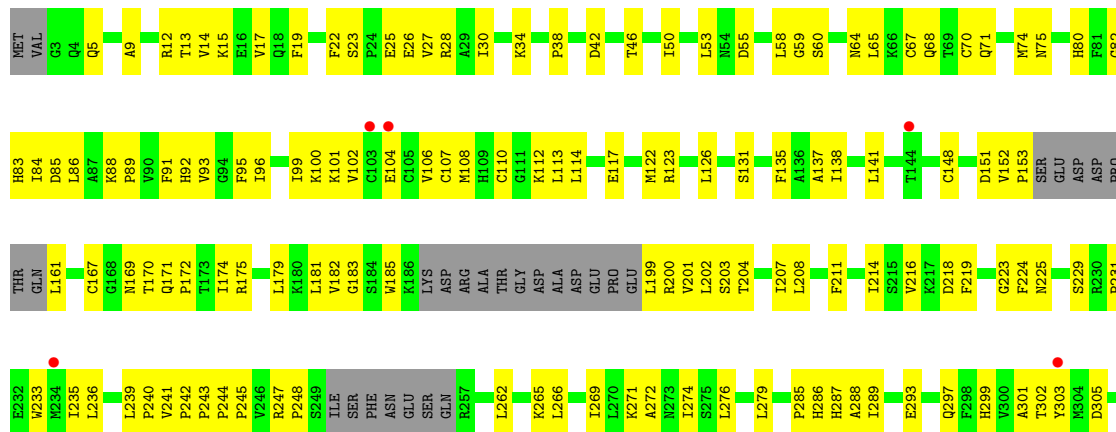 MET VAL G3 Q4 Q5 A9 R12 T13 V14 K15 E16 V17 Q18 F19 F22 S23 P24 E25 E26 V27 R28 A29 I30 K34 P38 D42 T46 I50 L53 N54 D55 L58 G59 S60 N64 L65 K66 C67 Q68 T69 C70 Q71 M74 N75 H80 F81 G82
H83 I84 D85 L86 A87 K88 P89 V90 F91 H92 V93 G94 F95 I96 I99 K100 K101 V102 C103 E104 C105 V106 C107 M108 H109 C110 G111 K112 L113 L114 E117 M122 R123 L126 S131 F135 A136 A137 I138 L141 T144 C148 D151 V152 P153 SER GLU ASP ASP PRO
THR GLN L161 C167 G168 N169 T170 Q171 P172 T173 I174 R175 L179 K180 L181 V182 G183 S184 W185 K186 LYS ASP ARG ALA THR GLY ASP ALA ASP GLU PRO GLU L199 R200 V201 L202 S203 T204 I207 L208 F211 I214 S215 V216 K217 D218 F219 G223 F224 N225 S229 R230 P231
E232 W233 M234 I235 L236 L239 P240 V241 P242 P243 P244 P245 V246 R247 P248 S249 ILE SER PHE ASN GLU SER GLN R257 L262 K265 L266 I269 L270 K271 A272 N273 I274 S275 L276 L279 P285 H286 H287 A288 I289 E293 Q297 F298 H299 V300 A301 T302 Y303 M304 D305